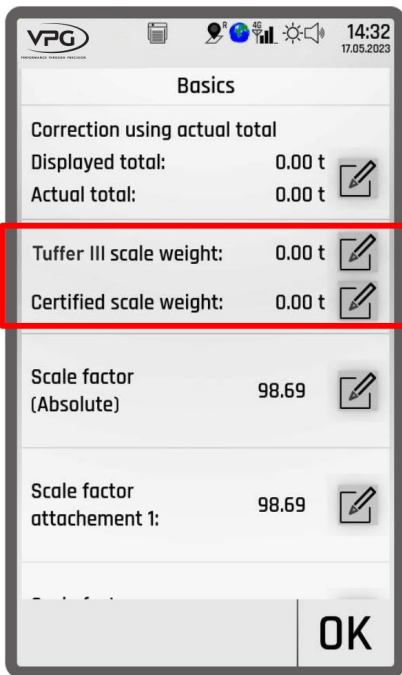 VPG
PERFORMANCE THROUGH PRECISION
R
4G
14:32
17.05.2023
Basics
Correction using actual total
Displayed total: 0.00 t
Actual total: 0.00 t
Tuffer III scale weight: 0.00 t
Certified scale weight: 0.00 t
Scale factor
(Absolute) 98.69
Scale factor
attachement 1: 98.69
OK